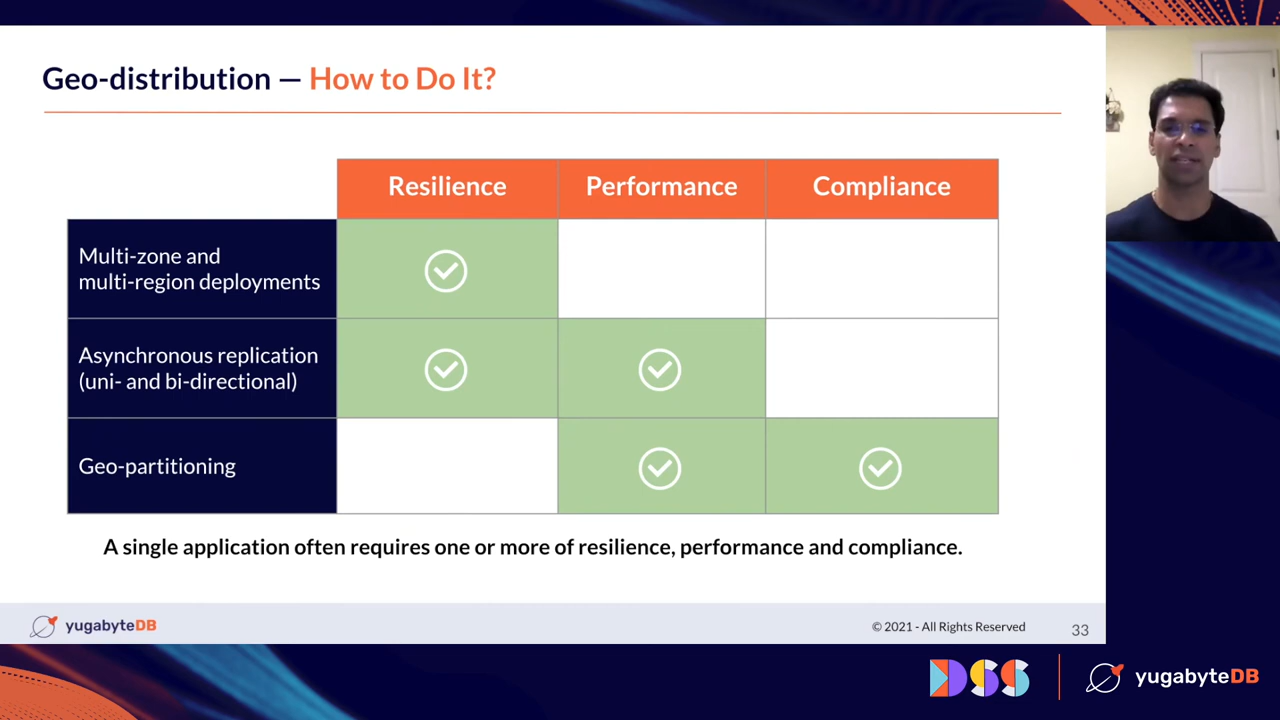 Geo-distribution — How to Do It?
Resilience
Performance
Compliance
Multi-zone and
multi-region deployments
Asynchronous replication
(uni- and bi-directional)
Geo-partitioning
A single application often requires one or more of resilience, performance and compliance.
yugabyteDB
© 2021 - All Rights Reserved
33
DSS
yugabyteDB